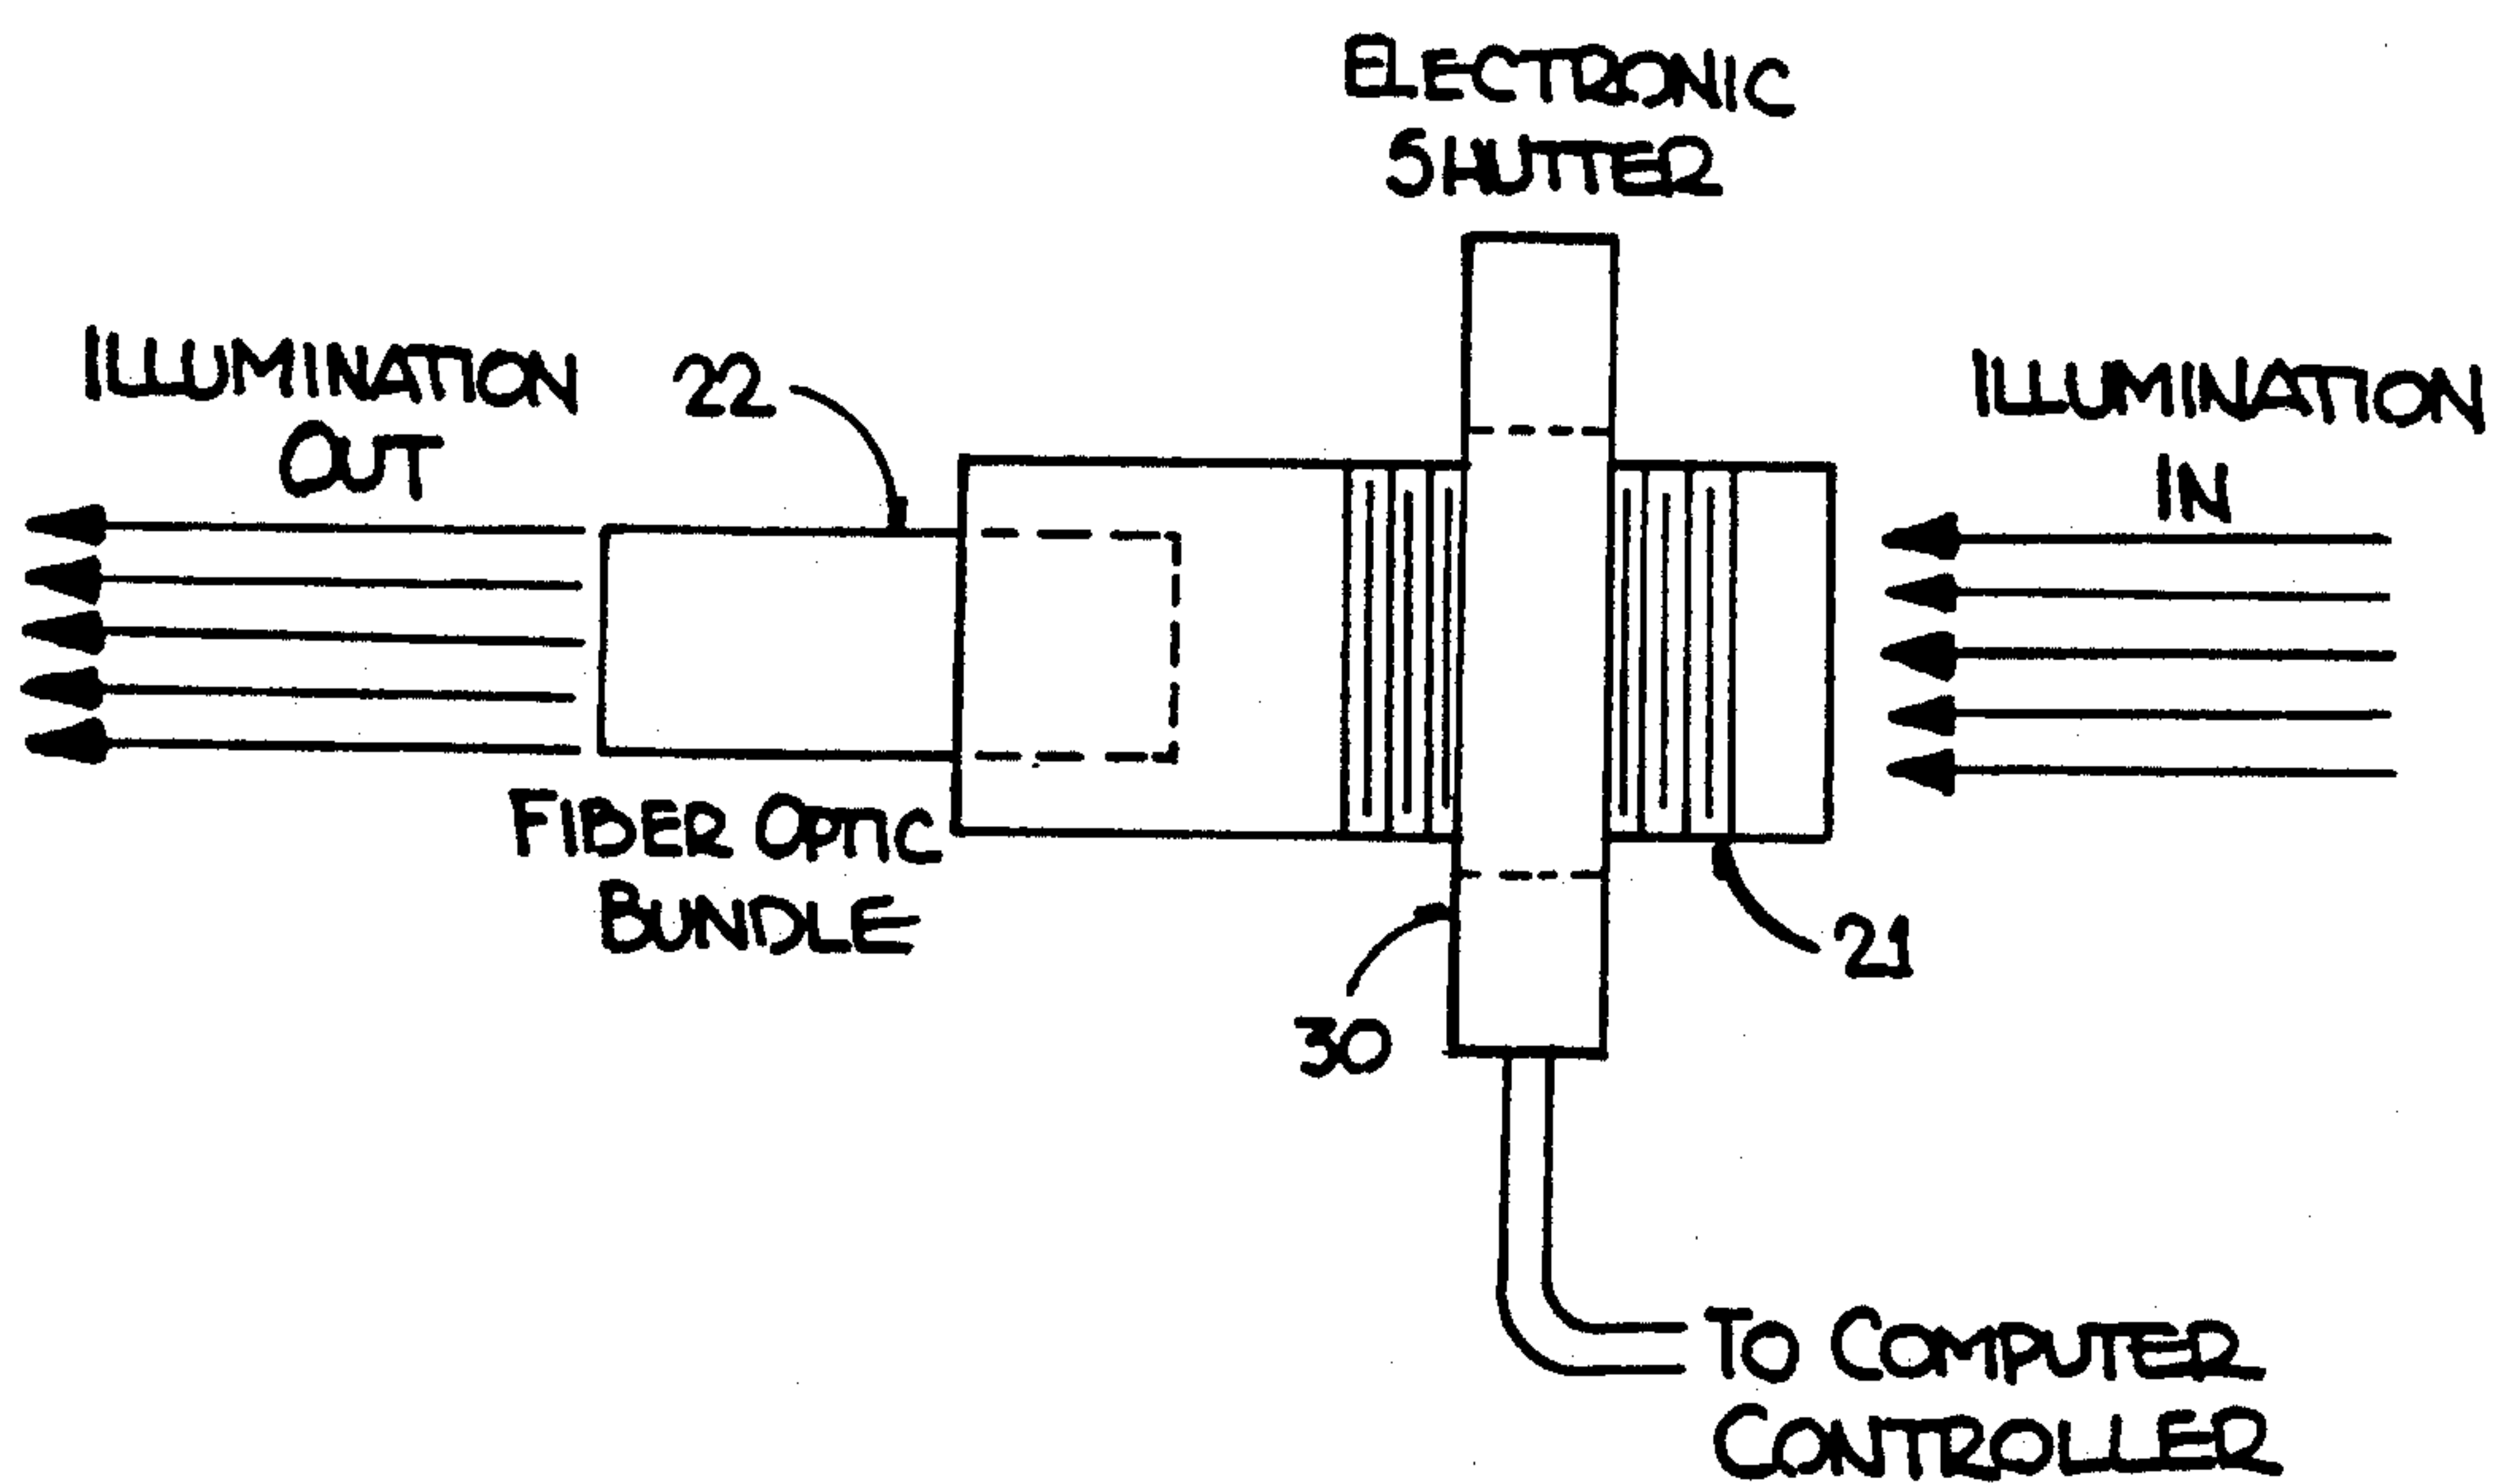 ELECTRONIC
SHUTTER
ILLUMINATION
OUT
22
ILLUMINATION
IN
FIBER OPTIC
BUNDLE
21
30
TO COMPUTER
CONTROLLER